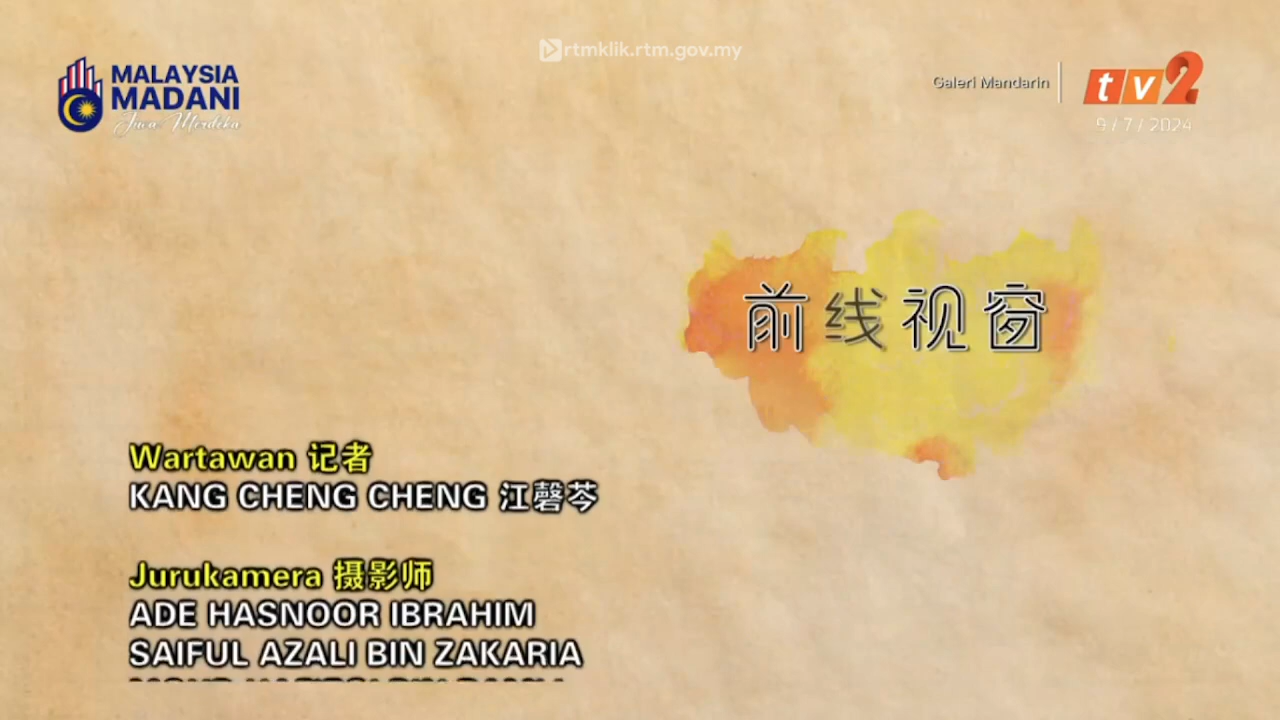 rtmklik.rtm.gov.my
MALAYSIA
MADANI
Jiwa Merdeka
Galeri Mandarin
tv2
9/7/2024
前线视窗
Wartawan 记者
KANG CHENG CHENG 江磬芩
Jurukamera 摄影师
ADE HASNOOR IBRAHIM
SAIFUL AZALI BIN ZAKARIA